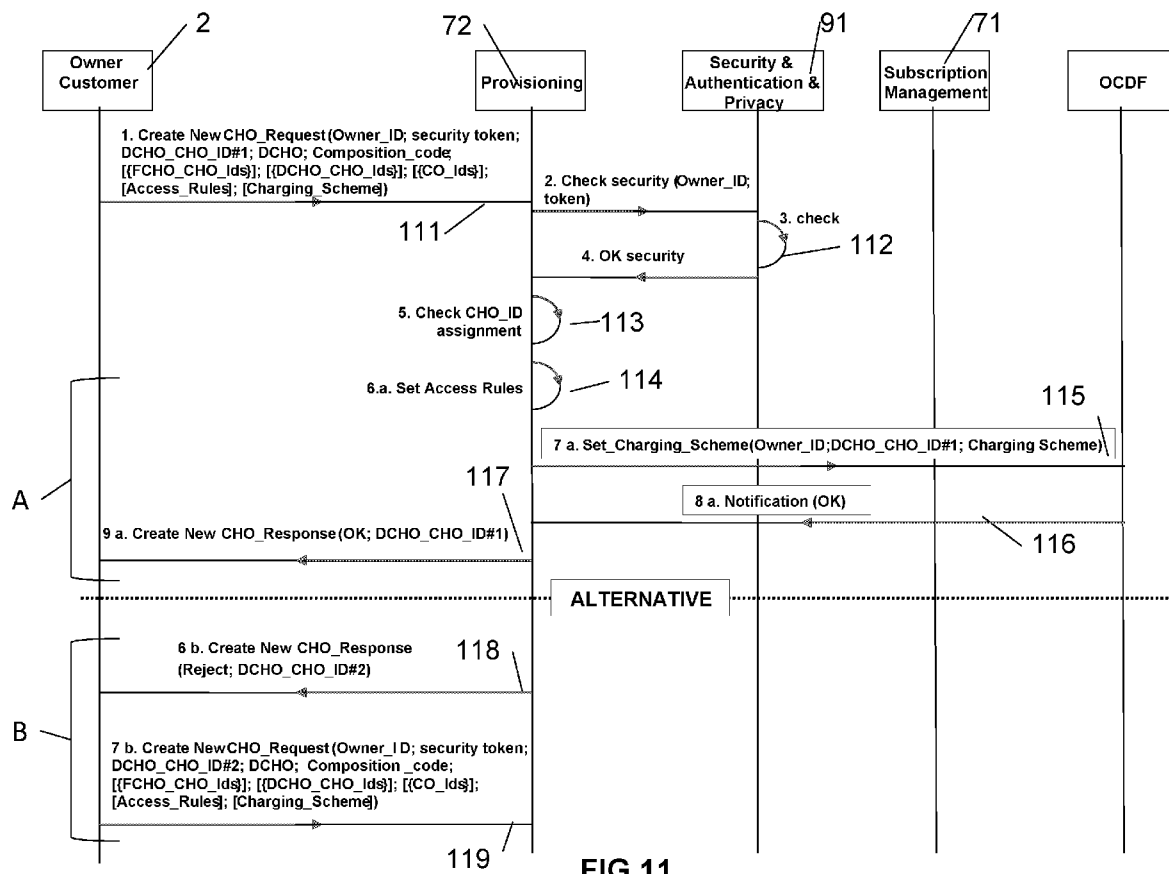 2
72
91
71
Owner
Customer
Provisioning
Security &
Authentication &
Privacy
Subscription
Management
OCDF
1. Create New CHO_Request (Owner_ID; security token;
DCHO_CHO_ID#1; DCHO; Composition_code;
[{FCHO_CHO_Ids}]; [{DCHO_CHO_Ids}]; [{CO_Ids}];
[Access_Rules]; [Charging_Scheme])
111
2. Check security (Owner_ID;
token)
3. check
112
4. OK security
5. Check CHO_ID
assignment
113
6.a. Set Access Rules
114
115
7 a. Set_Charging_Scheme(Owner_ID;DCHO_CHO_ID#1; Charging Scheme)
117
8 a. Notification (OK)
116
A
9 a. Create New CHO_Response (OK; DCHO_CHO_ID#1)
ALTERNATIVE
6 b. Create New CHO_Response
(Reject; DCHO_CHO_ID#2)
118
B
7 b. Create New CHO_Request (Owner_ID; security token;
DCHO_CHO_ID#2; DCHO; Composition _code;
[{FCHO_CHO_Ids}]; [{DCHO_CHO_Ids}]; [{CO_Ids}];
[Access_Rules]; [Charging_Scheme])
119
FIG 11